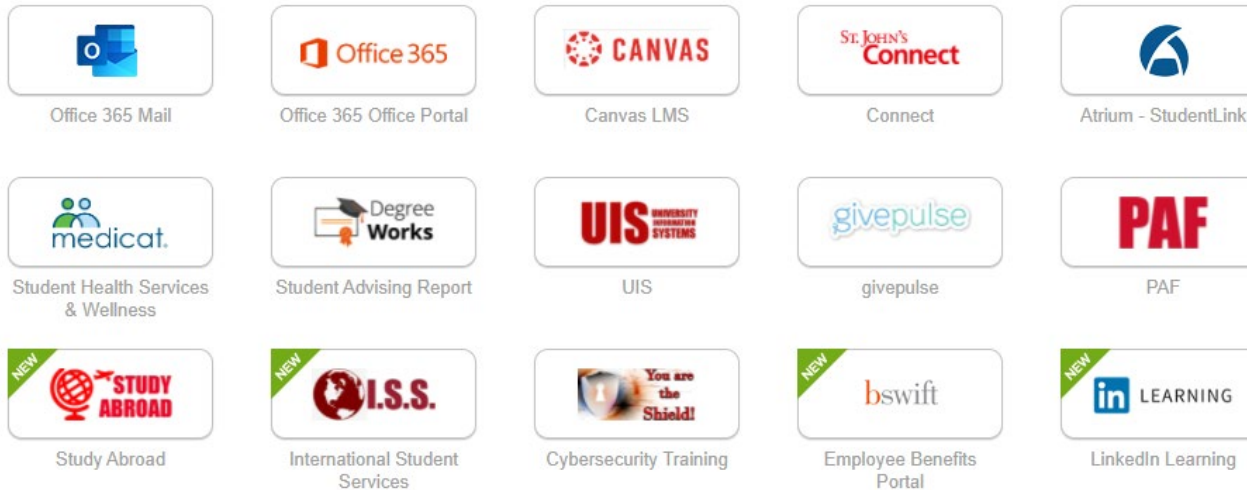 O
Office 365
CANVAS
ST. JOHN'S
Connect
Office 365 Mail
Office 365 Office Portal
Canvas LMS
Connect
Atrium - StudentLink
medicat.
Degree
Works
UIS
UNIVERSITY
INFORMATION
SYSTEMS
givepulse
PAF
Student Health Services
& Wellness
Student Advising Report
UIS
givepulse
PAF
NEW
STUDY
ABROAD
NEW
I.S.S.
You are
the
Shield!
NEW
bswift
NEW
in LEARNING
Study Abroad
International Student
Services
Cybersecurity Training
Employee Benefits
Portal
LinkedIn Learning